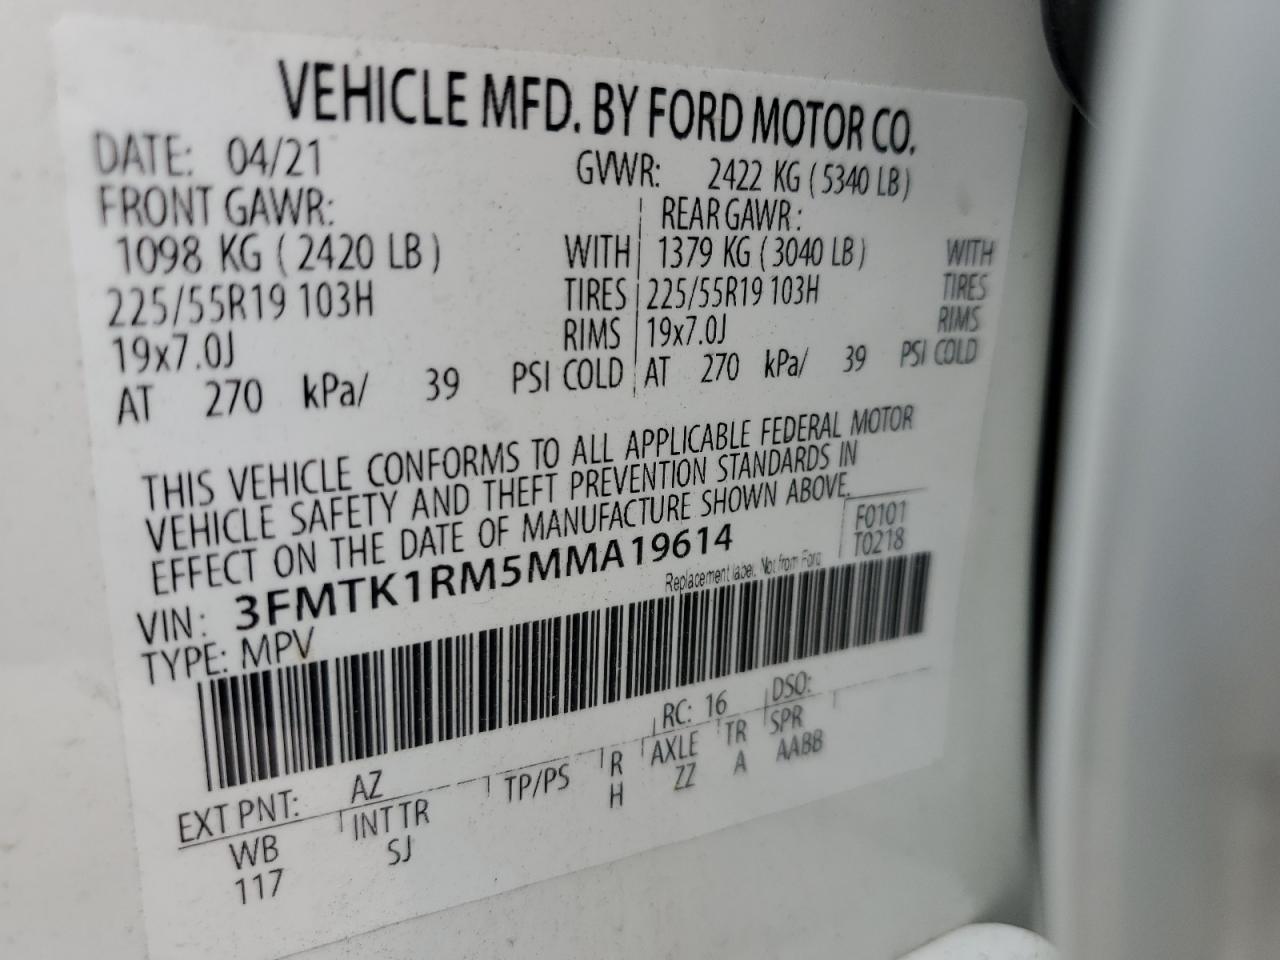 VEHICLE MFD. BY FORD MOTOR CO.
DATE: 04/21 GVWR: 2422 KG (5340 LB)
FRONT GAWR: REAR GAWR:
1098 KG (2420 LB) WITH 1379 KG (3040 LB) WITH
225/55R19 103H TIRES 225/55R19 103H TIRES
19x7.0J RIMS 19x7.0J RIMS
AT 270 kPa/ 39 PSI COLD AT 270 kPa/ 39 PSI COLD
THIS VEHICLE CONFORMS TO ALL APPLICABLE FEDERAL MOTOR
VEHICLE SAFETY AND THEFT PREVENTION STANDARDS IN
EFFECT ON THE DATE OF MANUFACTURE SHOWN ABOVE.
F0101
T0218
VIN: 3FMTK1RM5MMA19614
Replacement label. Not from Ford
TYPE: MPV
RC: 16 DSO:
EXT PNT: AZ
WB INT TR TP/PS R AXLE TR SPR
117 SJ H ZZ A AABB